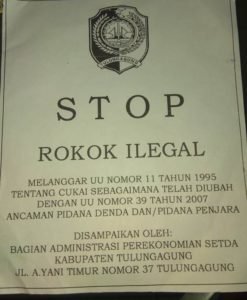 TULUNGAGUNG
STOP
ROKOK ILEGAL
MELANGGAR UU NOMOR 11 TAHUN 1995
TENTANG CUKAI SEBAGAIMANA TELAH DIUBAH
DENGAN UU NOMOR 39 TAHUN 2007
ANCAMAN PIDANA DENDA DAN/PIDANA PENJARA
DISAMPAIKAN OLEH:
BAGIAN ADMINISTRASI PEREKONOMIAN SETDA
KABUPATEN TULUNGAGUNG
JL. A.YANI TIMUR NOMOR 37 TULUNGAGUNG